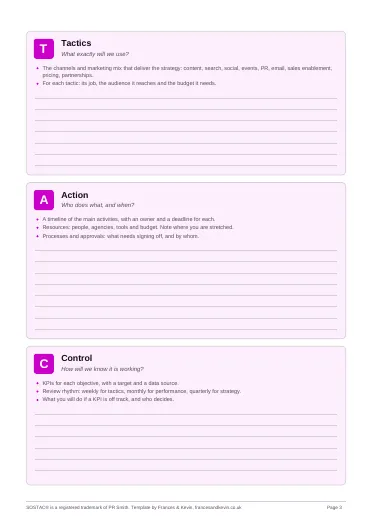 T
Tactics
What exactly will we use?
The channels and marketing mix that deliver the strategy: content, search, social, events, PR, email, sales enablement,
pricing, partnerships.
For each tactic: its job, the audience it reaches and the budget it needs.
A
Action
Who does what, and when?
A timeline of the main activities, with an owner and a deadline for each.
Resources: people, agencies, tools and budget. Note where you are stretched.
Processes and approvals: what needs signing off, and by whom.
C
Control
How will we know it is working?
KPIs for each objective, with a target and a data source.
Review rhythm: weekly for tactics, monthly for performance, quarterly for strategy.
What you will do if a KPI is off track, and who decides.
SOSTAC® is a registered trademark of PR Smith. Template by Frances & Kevin. francesandkevin.co.uk
Page 3